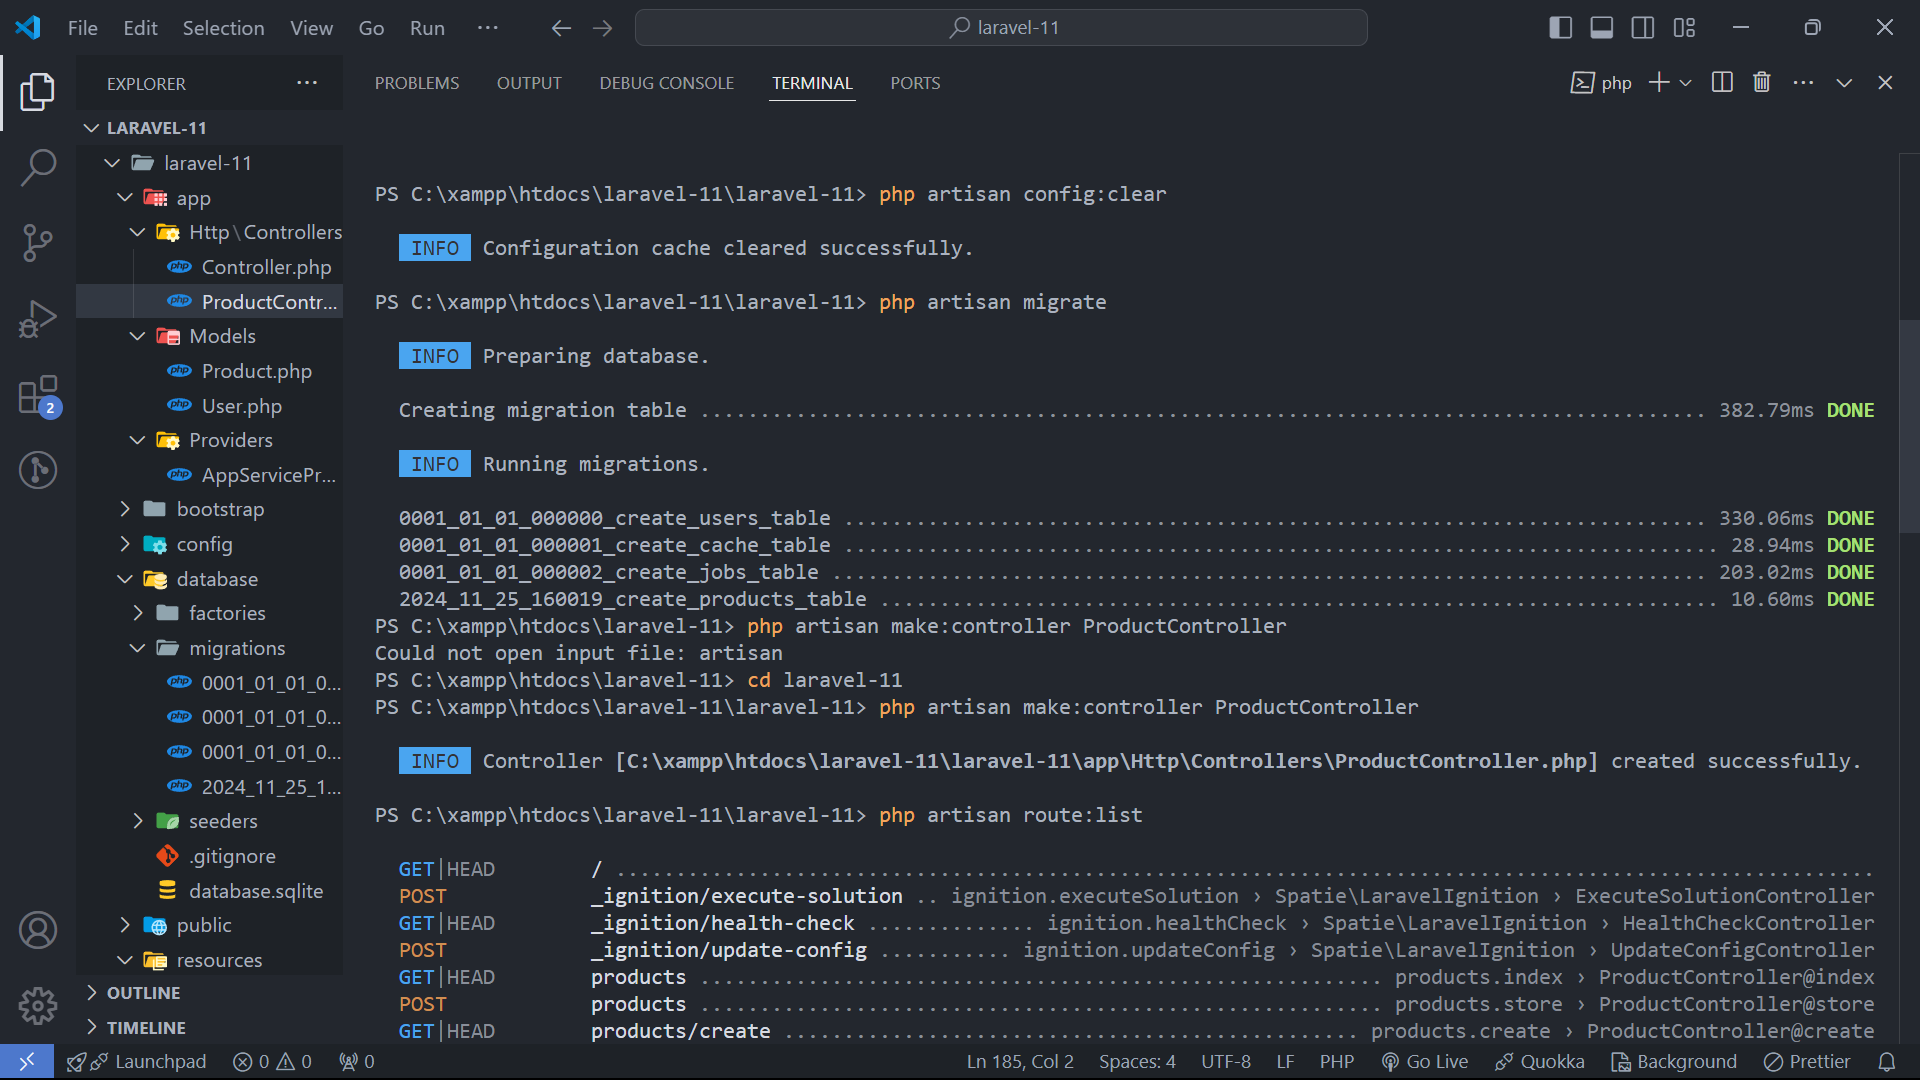 File Edit Selection View Go Run ··· laravel-11
EXPLORER ···
LARAVEL-11
laravel-11
app
Http\Controllers
Controller.php
ProductContr...
Models
Product.php
User.php
Providers
AppServicePr...
bootstrap
config
database
factories
migrations
0001_01_01_0...
0001_01_01_0...
0001_01_01_0...
2024_11_25_1...
seeders
.gitignore
database.sqlite
public
resources
OUTLINE
TIMELINE
2
PROBLEMS OUTPUT DEBUG CONSOLE TERMINAL PORTS php ···
PS C:\xampp\htdocs\laravel-11\laravel-11> php artisan config:clear
INFO Configuration cache cleared successfully.
PS C:\xampp\htdocs\laravel-11\laravel-11> php artisan migrate
INFO Preparing database.
Creating migration table .................................................................................... 382.79ms DONE
INFO Running migrations.
0001_01_01_000000_create_users_table ........................................................................ 330.06ms DONE
0001_01_01_000001_create_cache_table ......................................................................... 28.94ms DONE
0001_01_01_000002_create_jobs_table ......................................................................... 203.02ms DONE
2024_11_25_160019_create_products_table ...................................................................... 10.60ms DONE
PS C:\xampp\htdocs\laravel-11> php artisan make:controller ProductController
Could not open input file: artisan
PS C:\xampp\htdocs\laravel-11> cd laravel-11
PS C:\xampp\htdocs\laravel-11\laravel-11> php artisan make:controller ProductController
INFO Controller [C:\xampp\htdocs\laravel-11\laravel-11\app\Http\Controllers\ProductController.php] created successfully.
PS C:\xampp\htdocs\laravel-11\laravel-11> php artisan route:list
GET|HEAD / ..........................................................................................................
POST _ignition/execute-solution .. ignition.executeSolution › Spatie\LaravelIgnition › ExecuteSolutionController
GET|HEAD _ignition/health-check .............. ignition.healthCheck › Spatie\LaravelIgnition › HealthCheckController
POST _ignition/update-config ........... ignition.updateConfig › Spatie\LaravelIgnition › UpdateConfigController
GET|HEAD products ......................................................... products.index › ProductController@index
POST products ......................................................... products.store › ProductController@store
GET|HEAD products/create ................................................ products.create › ProductController@create
Launchpad 0 0 0 Ln 185, Col 2 Spaces: 4 UTF-8 LF PHP Go Live Quokka Background Prettier